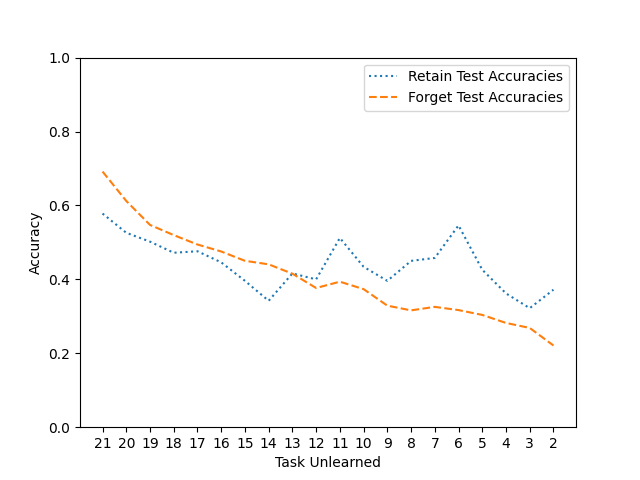 1.0
0.8
0.6
0.4
0.2
0.0
Accuracy
Retain Test Accuracies
Forget Test Accuracies
21 20 19 18 17 16 15 14 13 12 11 10 9 8 7 6 5 4 3 2
Task Unlearned